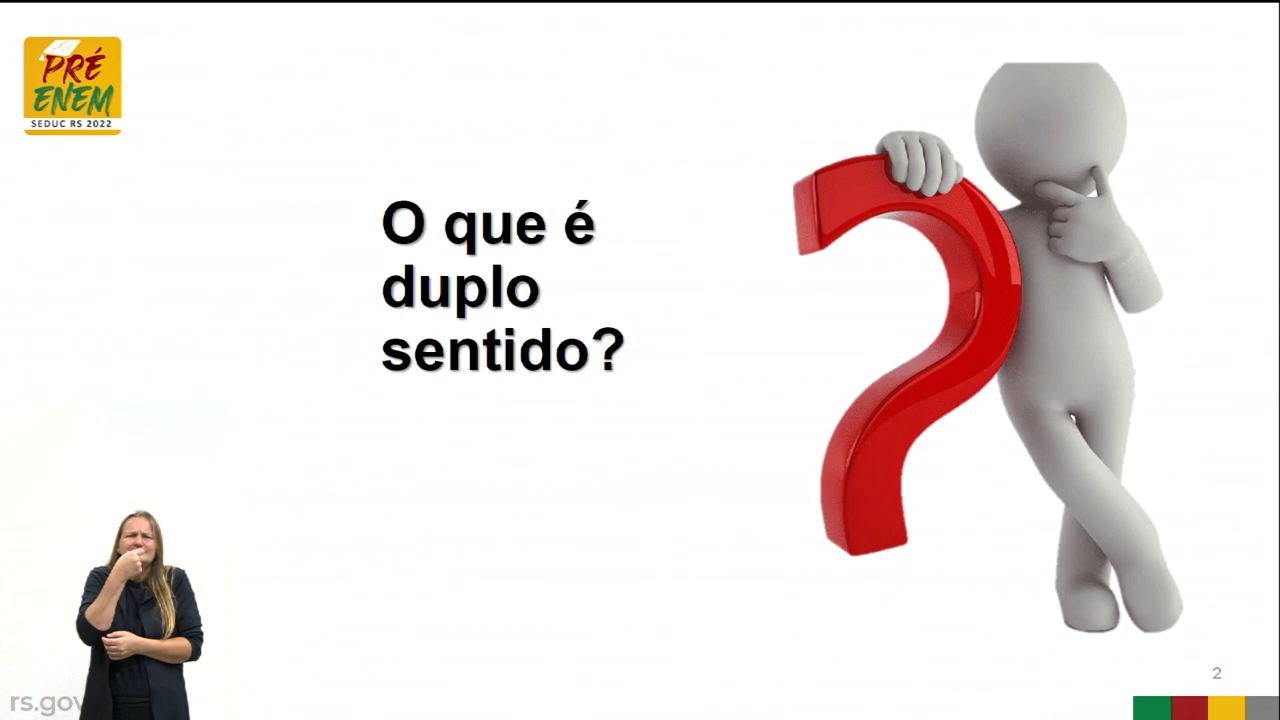 PRÉ
ENEM
SEDUC RS 2022
O que é
duplo
sentido?
rs.gov
2